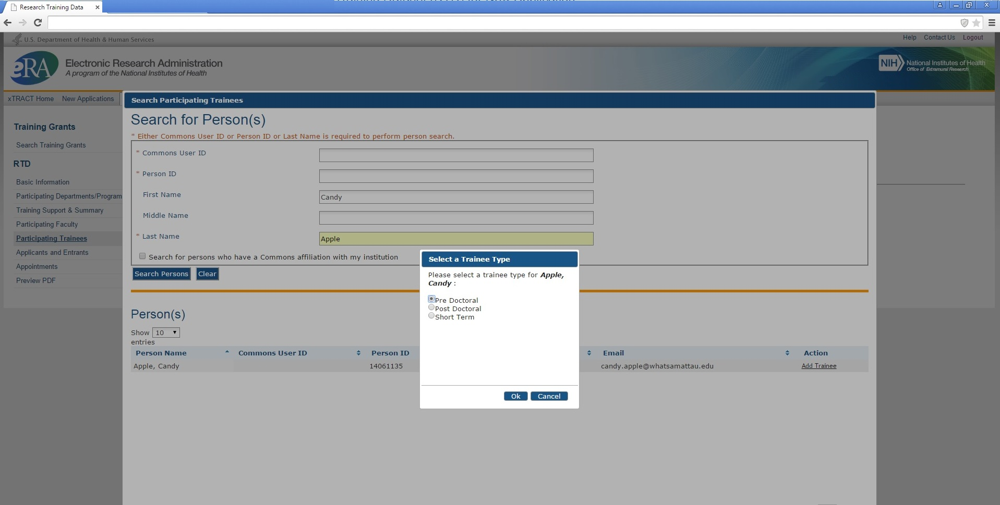 Research Training Data
U.S. Department of Health & Human Services
Help Contact Us Logout
eRA
Electronic Research Administration
A program of the National Institutes of Health
NIH National Institutes of Health
Office of Extramural Research
xTRACT Home New Applications
Training Grants
Search Training Grants
RTD
Basic Information
Participating Departments/Program
Training Support & Summary
Participating Faculty
Participating Trainees
Applicants and Entrants
Appointments
Preview PDF
Search Participating Trainees
Search for Person(s)
* Either Commons User ID or Person ID or Last Name is required to perform person search.
* Commons User ID
* Person ID
First Name Candy
Middle Name
* Last Name Apple
Search for persons who have a Commons affiliation with my institution
Search Persons Clear
Select a Trainee Type
Please select a trainee type for Apple,
Candy :
Pre Doctoral
Post Doctoral
Short Term
Ok Cancel
Person(s)
Show 10
entries
Person Name Commons User ID Person ID Email Action
Apple, Candy 14061135 candy.apple@whatsamattau.edu Add Trainee